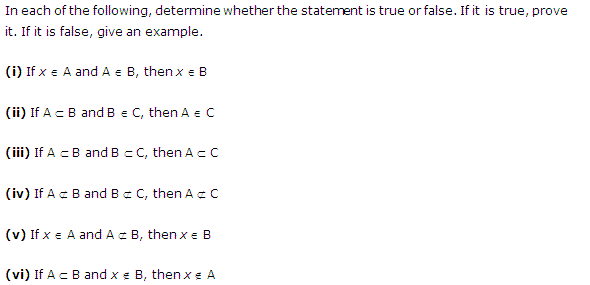 In each of the following, determine whether the statement is true or false. If it is true, prove
it. If it is false, give an example.
(i) If x ∈ A and A ∈ B, then x ∈ B
(ii) If A ⊂ B and B ∈ C, then A ∈ C
(iii) If A ⊂ B and B ⊂ C, then A ⊂ C
(iv) If A ⊄ B and B ⊄ C, then A ⊄ C
(v) If x ∈ A and A ⊄ B, then x ∈ B
(vi) If A ⊂ B and x ∉ B, then x ∉ A